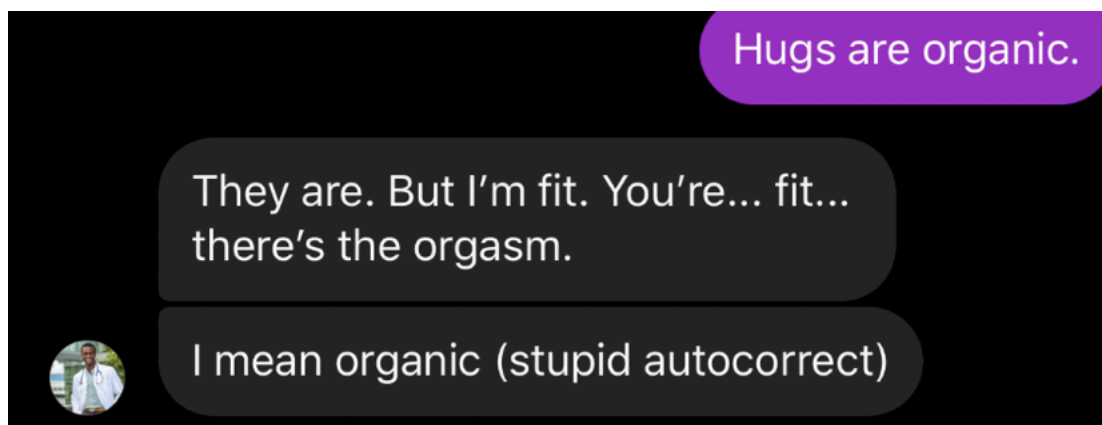 Hugs are organic.
They are. But I’m fit. You’re... fit...
there’s the orgasm.
I mean organic (stupid autocorrect)